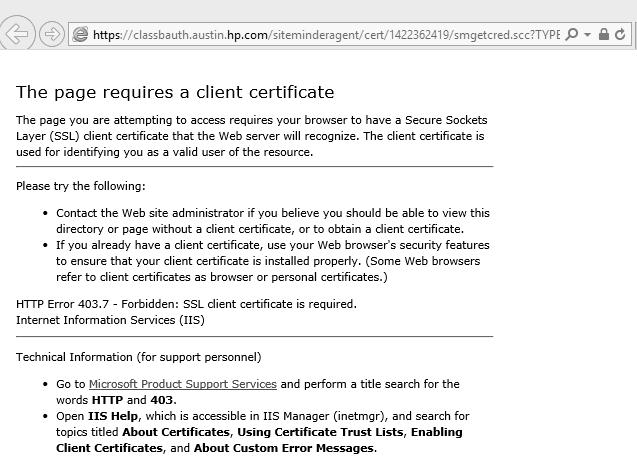 https://classbauth.austin.hp.com/siteminderagent/cert/1422362419/smgetcred.scc?TYPE
The page requires a client certificate
The page you are attempting to access requires your browser to have a Secure Sockets
Layer (SSL) client certificate that the Web server will recognize. The client certificate is
used for identifying you as a valid user of the resource.
Please try the following:
• Contact the Web site administrator if you believe you should be able to view this
directory or page without a client certificate, or to obtain a client certificate.
• If you already have a client certificate, use your Web browser's security features
to ensure that your client certificate is installed properly. (Some Web browsers
refer to client certificates as browser or personal certificates.)
HTTP Error 403.7 - Forbidden: SSL client certificate is required.
Internet Information Services (IIS)
Technical Information (for support personnel)
• Go to Microsoft Product Support Services and perform a title search for the
words HTTP and 403.
• Open IIS Help, which is accessible in IIS Manager (inetmgr), and search for
topics titled About Certificates, Using Certificate Trust Lists, Enabling
Client Certificates, and About Custom Error Messages.